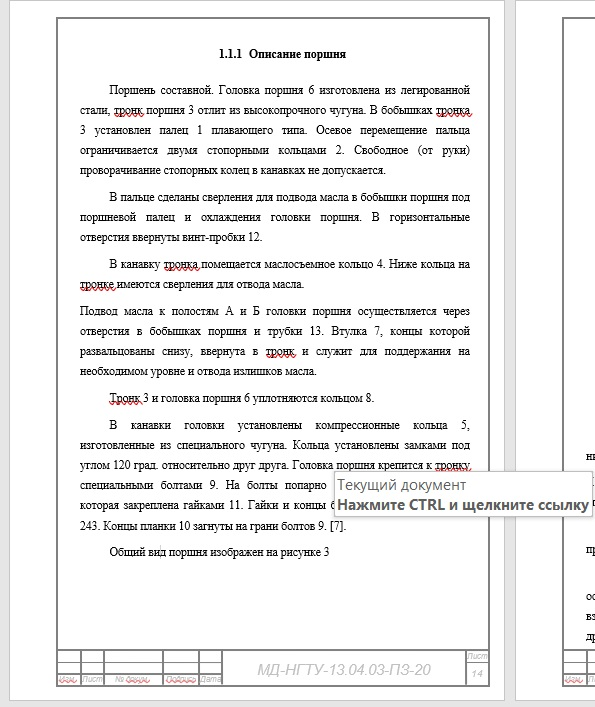 1.1.1 Описание поршня
Поршень составной. Головка поршня 6 изготовлена из легированной
стали, тронк поршня 3 отлит из высокопрочного чугуна. В бобышках тронка
3 установлен палец 1 плавающего типа. Осевое перемещение пальца
ограничивается двумя стопорными кольцами 2. Свободное (от руки)
проворачивание стопорных колец в канавках не допускается.
В пальце сделаны сверления для подвода масла в бобышки поршня под
поршневой палец и охлаждения головки поршня. В горизонтальные
отверстия ввернуты винт-пробки 12.
В канавку тронка помещается маслосъемное кольцо 4. Ниже кольца на
тронке имеются сверления для отвода масла.
Подвод масла к полостям А и Б головки поршня осуществляется через
отверстия в бобышках поршня и трубки 13. Втулка 7, концы которой
развальцованы снизу, ввернута в тронк и служит для поддержания на
необходимом уровне и отвода излишков масла.
Тронк 3 и головка поршня 6 уплотняются кольцом 8.
В канавки головки установлены компрессионные кольца 5,
изготовленные из специального чугуна. Кольца установлены замками под
углом 120 град. относительно друг друга. Головка поршня крепится к тронку
специальными болтами 9. На болты попарно
которая закреплена гайками 11. Гайки и концы
243. Концы планки 10 загнуты на грани болтов 9. [7].
Общий вид поршня изображен на рисунке 3
Текущий документ
Нажмите CTRL и щелкните ссылку
МД-НГТУ-13.04.03-ПЗ-20
Лист
14
Изм. Лист № докум. Подпись Дата